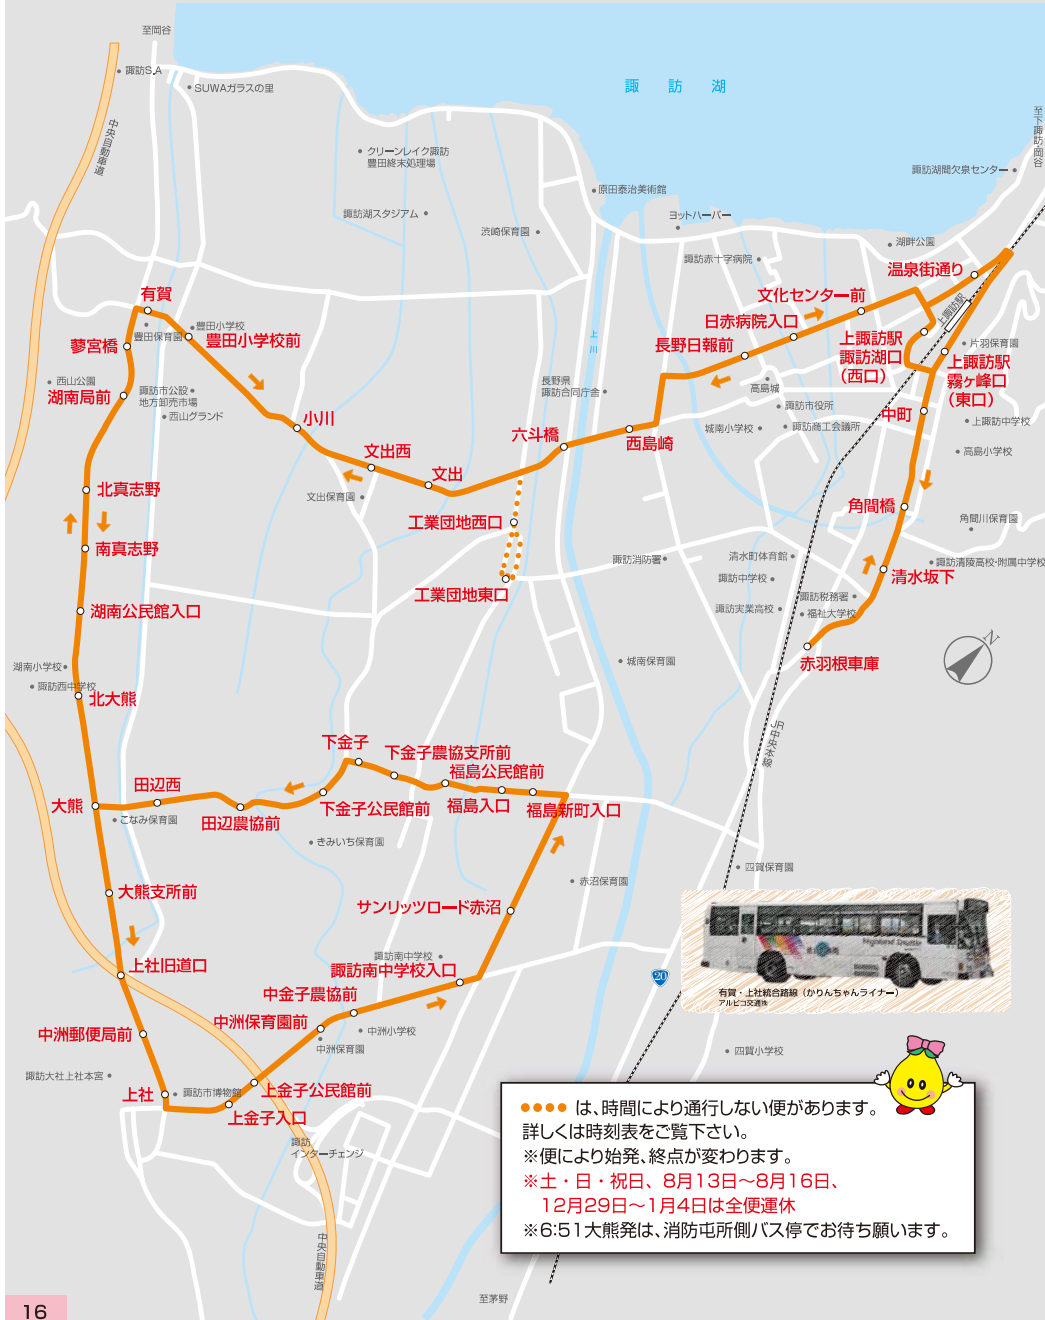 至岡谷
諏訪S.A
SUWAガラスの里
中央自動車道
諏訪湖
至下諏訪・岡谷
クリーンレイク諏訪
豊田終末処理場
諏訪湖間欠泉センター
原田泰治美術館
諏訪湖スタジアム
ヨットハーバー
渋崎保育園
湖畔公園
諏訪赤十字病院
温泉街通り
有賀
文化センター前
上諏訪駅
豊田小学校
豊田保育園
豊田小学校前
日赤病院入口
上川
蓼宮橋
長野日報前
上諏訪駅
諏訪湖口
(西口)
片羽保育園
上諏訪駅
霧ヶ峰口
(東口)
西山公園
湖南局前
諏訪市公設
地方卸売市場
西山グランド
長野県
諏訪合同庁舎
高島城
諏訪市役所
中町
小川
六斗橋
西島崎
城南小学校
諏訪商工会議所
上諏訪中学校
文出西
文出
高島小学校
北真志野
文出保育園
角間橋
工業団地西口
角間川保育園
南真志野
諏訪消防署
清水町体育館
諏訪清陵高校・附属中学校
諏訪中学校
清水坂下
工業団地東口
諏訪税務署
湖南公民館入口
諏訪実業高校
福祉大学校
N
湖南小学校
城南保育園
赤羽根車庫
諏訪西中学校
北大熊
JR中央本線
下金子
下金子農協支所前
福島公民館前
田辺西
大熊
下金子公民館前
福島入口
福島新町入口
こなみ保育園
田辺農協前
きみいち保育園
四賀保育園
大熊支所前
赤沼保育園
サンリッツロード赤沼
諏訪南中学校
上社旧道口
諏訪南中学校入口
20
Highland Shuttle
有賀・上社統合路線（かりんちゃんライナー）
アルピコ交通㈱
中金子農協前
中洲保育園前
中洲郵便局前
中洲小学校
中洲保育園
四賀小学校
諏訪大社上社本宮
上社
諏訪市博物館
上金子公民館前
上金子入口
諏訪
インターチェンジ
は、時間により通行しない便があります。
詳しくは時刻表をご覧下さい。
※便により始発、終点が変わります。
※土・日・祝日、8月13日～8月16日、
12月29日～1月4日は全便運休
※6:51大熊発は、消防屯所側バス停でお待ち願います。
中央自動車道
至茅野
16